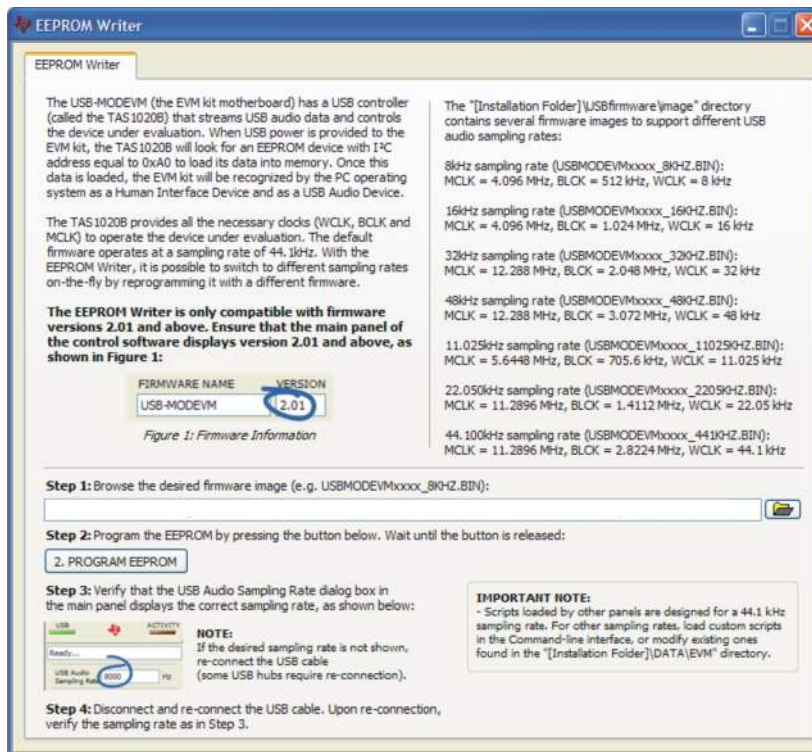 EEPROM Writer
EEPROM Writer
The USB-MODEVM (the EVM kit motherboard) has a USB controller
(called the TAS1020B) that streams USB audio data and controls
the device under evaluation. When USB power is provided to the
EVM kit, the TAS1020B will look for an EEPROM device with I²C
address equal to 0xA0 to load its data into memory. Once this
data is loaded, the EVM kit will be recognized by the PC operating
system as a Human Interface Device and as a USB Audio Device.
The TAS1020B provides all the necessary clocks (WCLK, BCLK and
MCLK) to operate the device under evaluation. The default
firmware operates at a sampling rate of 44.1kHz. With the
EEPROM Writer, it is possible to switch to different sampling rates
on-the-fly by reprogramming it with a different firmware.
The EEPROM Writer is only compatible with firmware
versions 2.01 and above. Ensure that the main panel of
the control software displays version 2.01 and above, as
shown in Figure 1:
FIRMWARE NAME VERSION
USB-MODEVM 2.01
Figure 1: Firmware Information
The "[Installation Folder]\USBfirmware\image" directory
contains several firmware images to support different USB
audio sampling rates:
8kHz sampling rate (USBMODEVMxxxx_8KHZ.BIN):
MCLK = 4.096 MHz, BLCK = 512 kHz, WCLK = 8 kHz
16kHz sampling rate (USBMODEVMxxxx_16KHZ.BIN):
MCLK = 4.096 MHz, BLCK = 1.024 MHz, WCLK = 16 kHz
32kHz sampling rate (USBMODEVMxxxx_32KHZ.BIN):
MCLK = 12.288 MHz, BLCK = 2.048 MHz, WCLK = 32 kHz
48kHz sampling rate (USBMODEVMxxxx_48KHZ.BIN):
MCLK = 12.288 MHz, BLCK = 3.072 MHz, WCLK = 48 kHz
11.025kHz sampling rate (USBMODEVMxxxx_11025KHZ.BIN):
MCLK = 5.6448 MHz, BLCK = 705.6 kHz, WCLK = 11.025 kHz
22.050kHz sampling rate (USBMODEVMxxxx_2205KHZ.BIN):
MCLK = 11.2896 MHz, BLCK = 1.4112 MHz, WCLK = 22.05 kHz
44.100kHz sampling rate (USBMODEVMxxxx_441KHZ.BIN):
MCLK = 11.2896 MHz, BLCK = 2.8224 MHz, WCLK = 44.1 kHz
Step 1: Browse the desired firmware image (e.g. USBMODEVMxxxx_8KHZ.BIN):
Step 2: Program the EEPROM by pressing the button below. Wait until the button is released:
2. PROGRAM EEPROM
Step 3: Verify that the USB Audio Sampling Rate dialog box in
the main panel displays the correct sampling rate, as shown below:
USB ACTIVITY
Ready...
USB Audio
Sampling Rate 8000 Hz
NOTE:
If the desired sampling rate is not shown,
re-connect the USB cable
(some USB hubs require re-connection).
IMPORTANT NOTE:
- Scripts loaded by other panels are designed for a 44.1 kHz
sampling rate. For other sampling rates, load custom scripts
in the Command-line interface, or modify existing ones
found in the "[Installation Folder]\DATA\EVM" directory.
Step 4: Disconnect and re-connect the USB cable. Upon re-connection,
verify the sampling rate as in Step 3.